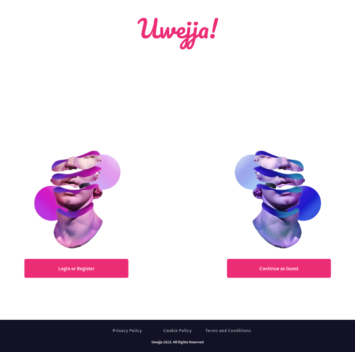 Uwejja!
Login or Register
Continue as Guest
Privacy Policy
Cookie Policy
Terms and Conditions
Uwejja 2023. All Rights Reserved